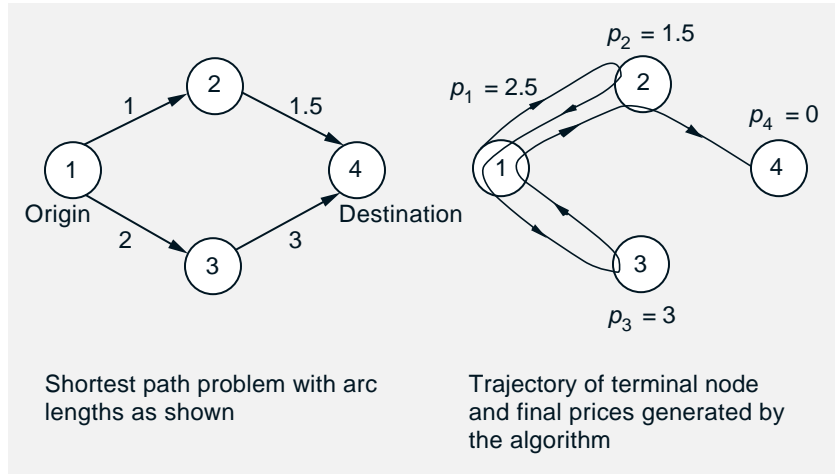 1
1.5
2
1
4
Origin
Destination
2
3
3
Shortest path problem with arc
lengths as shown
p2 = 1.5
p1 = 2.5
2
p4 = 0
1
4
3
p3 = 3
Trajectory of terminal node
and final prices generated by
the algorithm